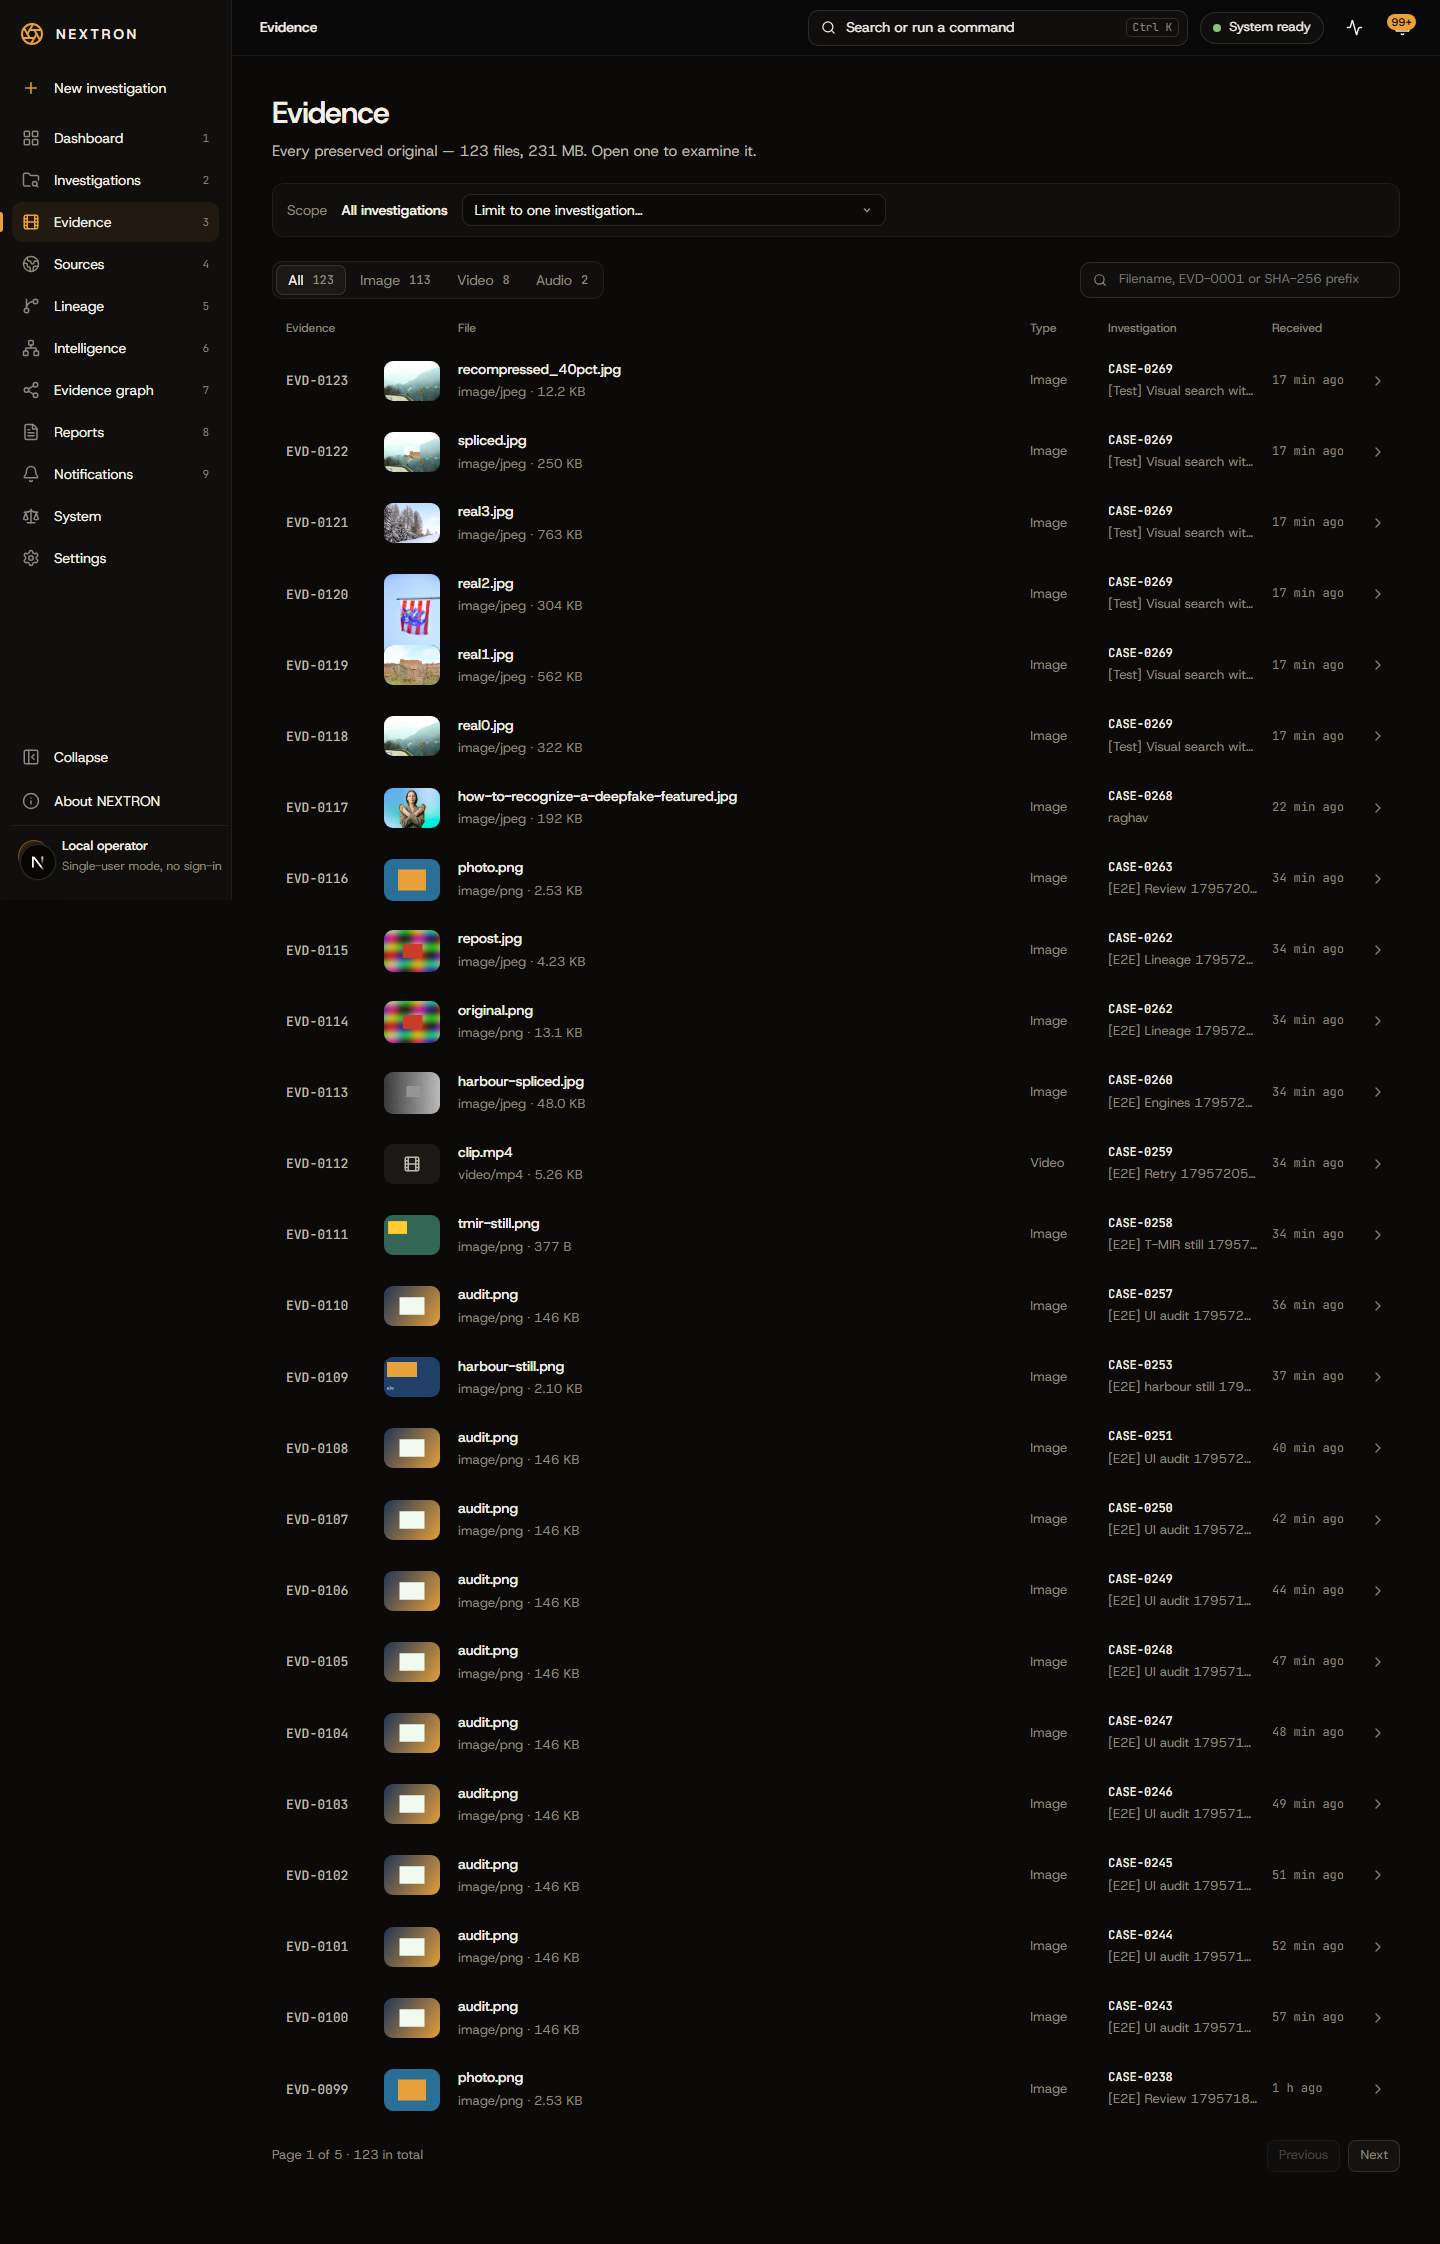 NEXTRON
New investigation
Dashboard 1
Investigations 2
Evidence 3
Sources 4
Lineage 5
Intelligence 6
Evidence graph 7
Reports 8
Notifications 9
System
Settings
Collapse
About NEXTRON
N
Local operator
Single-user mode, no sign-in
Evidence
Search or run a command Ctrl K
System ready
99+
Evidence
Every preserved original — 123 files, 231 MB. Open one to examine it.
Scope All investigations Limit to one investigation…
All 123 Image 113 Video 8 Audio 2
Filename, EVD-0001 or SHA-256 prefix
Evidence File Type Investigation Received
EVD-0123 recompressed_40pct.jpg Image CASE-0269 17 min ago
image/jpeg · 12.2 KB [Test] Visual search wit…
EVD-0122 spliced.jpg Image CASE-0269 17 min ago
image/jpeg · 250 KB [Test] Visual search wit…
EVD-0121 real3.jpg Image CASE-0269 17 min ago
image/jpeg · 763 KB [Test] Visual search wit…
EVD-0120 real2.jpg Image CASE-0269 17 min ago
image/jpeg · 304 KB [Test] Visual search wit…
EVD-0119 real1.jpg Image CASE-0269 17 min ago
image/jpeg · 562 KB [Test] Visual search wit…
EVD-0118 real0.jpg Image CASE-0269 17 min ago
image/jpeg · 322 KB [Test] Visual search wit…
EVD-0117 how-to-recognize-a-deepfake-featured.jpg Image CASE-0268 22 min ago
image/jpeg · 192 KB raghav
EVD-0116 photo.png Image CASE-0263 34 min ago
image/png · 2.53 KB [E2E] Review 1795720…
EVD-0115 repost.jpg Image CASE-0262 34 min ago
image/jpeg · 4.23 KB [E2E] Lineage 179572…
EVD-0114 original.png Image CASE-0262 34 min ago
image/png · 13.1 KB [E2E] Lineage 179572…
EVD-0113 harbour-spliced.jpg Image CASE-0260 34 min ago
image/jpeg · 48.0 KB [E2E] Engines 179572…
EVD-0112 clip.mp4 Video CASE-0259 34 min ago
video/mp4 · 5.26 KB [E2E] Retry 17957205…
EVD-0111 tmir-still.png Image CASE-0258 34 min ago
image/png · 377 B [E2E] T-MIR still 17957…
EVD-0110 audit.png Image CASE-0257 36 min ago
image/png · 146 KB [E2E] UI audit 179572…
EVD-0109 harbour-still.png Image CASE-0253 37 min ago
image/png · 2.10 KB [E2E] harbour still 179…
EVD-0108 audit.png Image CASE-0251 40 min ago
image/png · 146 KB [E2E] UI audit 179572…
EVD-0107 audit.png Image CASE-0250 42 min ago
image/png · 146 KB [E2E] UI audit 179572…
EVD-0106 audit.png Image CASE-0249 44 min ago
image/png · 146 KB [E2E] UI audit 179571…
EVD-0105 audit.png Image CASE-0248 47 min ago
image/png · 146 KB [E2E] UI audit 179571…
EVD-0104 audit.png Image CASE-0247 48 min ago
image/png · 146 KB [E2E] UI audit 179571…
EVD-0103 audit.png Image CASE-0246 49 min ago
image/png · 146 KB [E2E] UI audit 179571…
EVD-0102 audit.png Image CASE-0245 51 min ago
image/png · 146 KB [E2E] UI audit 179571…
EVD-0101 audit.png Image CASE-0244 52 min ago
image/png · 146 KB [E2E] UI audit 179571…
EVD-0100 audit.png Image CASE-0243 57 min ago
image/png · 146 KB [E2E] UI audit 179571…
EVD-0099 photo.png Image CASE-0238 1 h ago
image/png · 2.53 KB [E2E] Review 1795718…
Page 1 of 5 · 123 in total
Previous Next